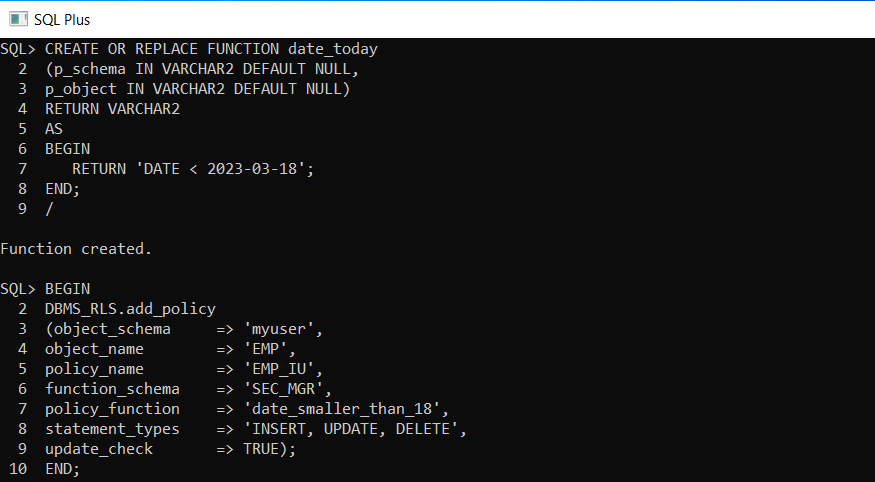 SQL Plus
SQL> CREATE OR REPLACE FUNCTION date_today
  2  (p_schema IN VARCHAR2 DEFAULT NULL,
  3  p_object IN VARCHAR2 DEFAULT NULL)
  4  RETURN VARCHAR2
  5  AS
  6  BEGIN
  7     RETURN 'DATE < 2023-03-18';
  8  END;
  9  /
Function created.
SQL> BEGIN
  2  DBMS_RLS.add_policy
  3  (object_schema     => 'myuser',
  4  object_name        => 'EMP',
  5  policy_name        => 'EMP_IU',
  6  function_schema    => 'SEC_MGR',
  7  policy_function    => 'date_smaller_than_18',
  8  statement_types    => 'INSERT, UPDATE, DELETE',
  9  update_check       => TRUE);
 10  END;